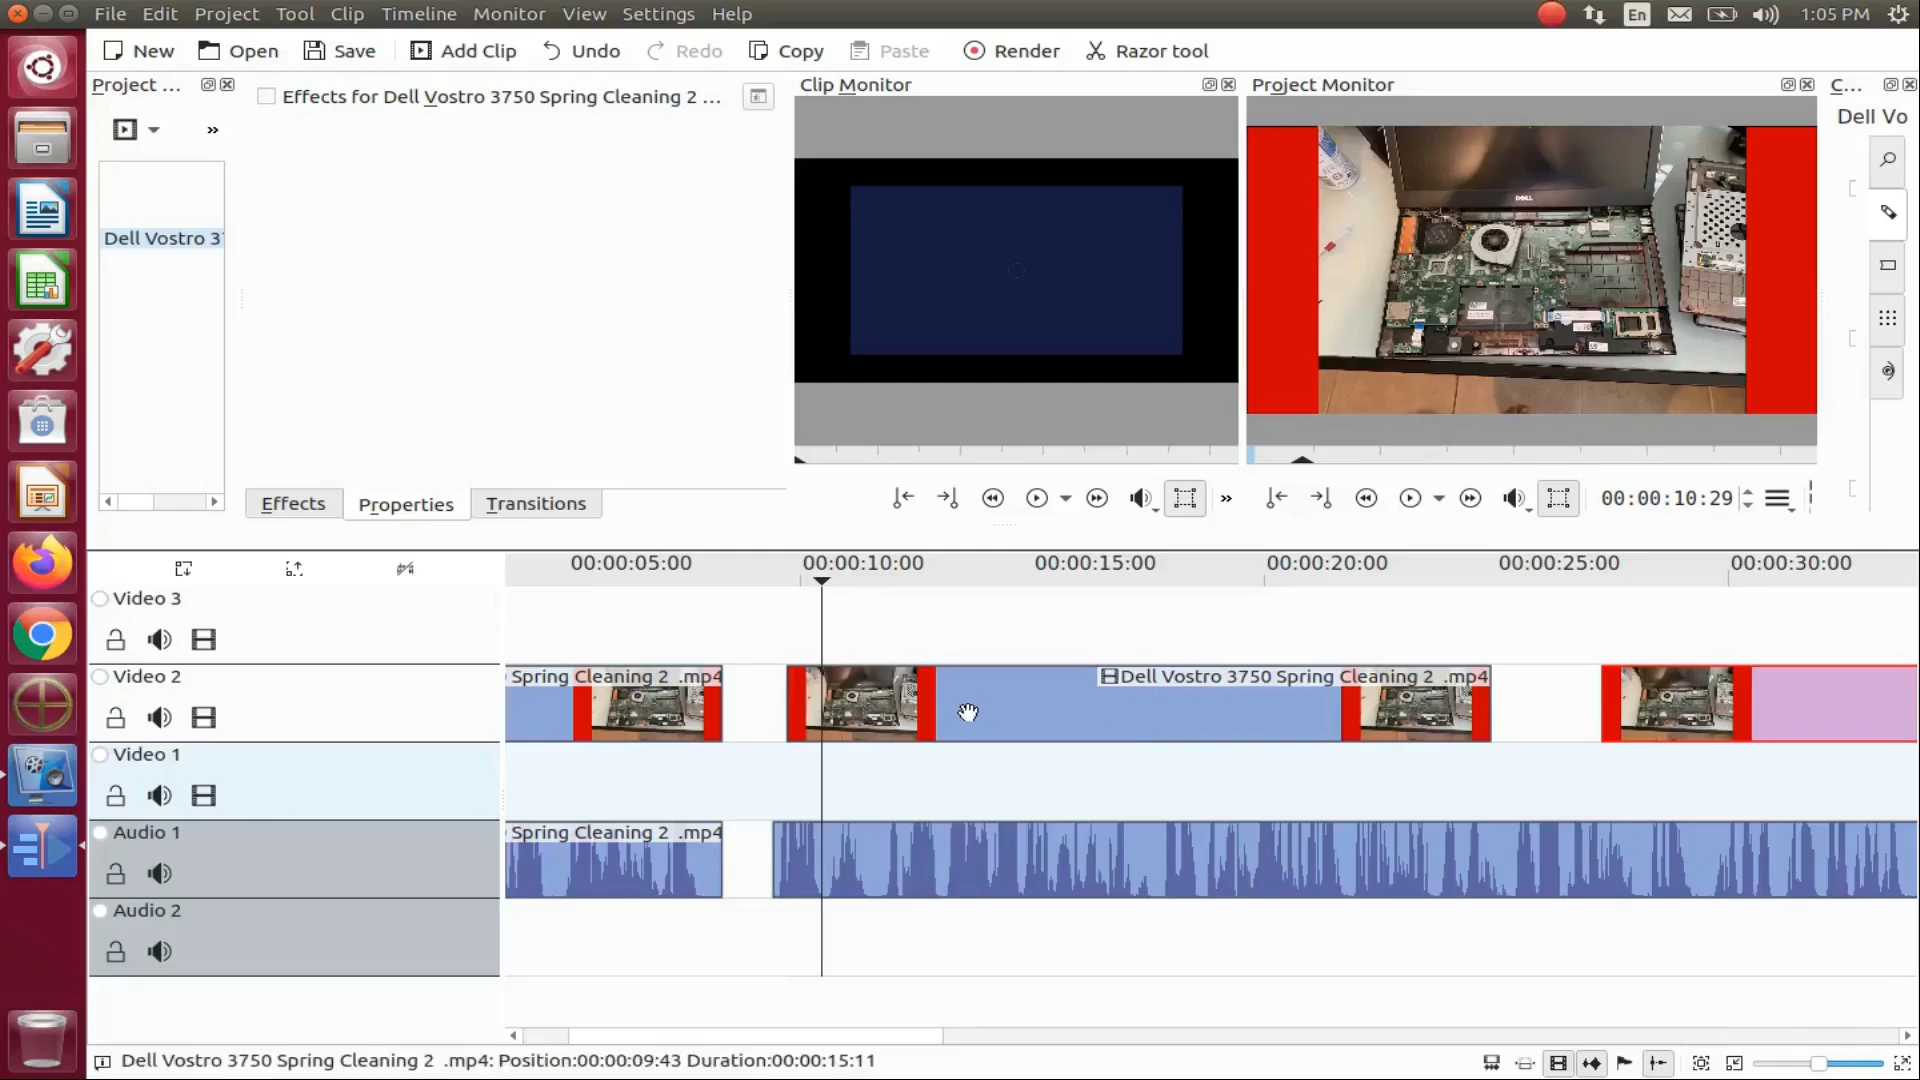 File Edit View Project Tool Clip Timeline Monitor View Settings Help
En 1:05 PM
New Open Save Add Clip Undo Redo Copy Paste Render Razor tool
Project ...
Effects for Dell Vostro 3750 Spring Cleaning 2 ...
Clip Monitor
Project Monitor
C...
Dell Vo
Dell Vostro 3
DELL
Effects Properties Transitions
00:00:10:29
00:00:05:00 00:00:10:00 00:00:15:00 00:00:20:00 00:00:25:00 00:00:30:00
Video 3
Video 2
Spring Cleaning 2 .mp4
Dell Vostro 3750 Spring Cleaning 2 .mp4
Video 1
Audio 1
Spring Cleaning 2 .mp4
Audio 2
Dell Vostro 3750 Spring Cleaning 2 .mp4: Position:00:00:09:43 Duration:00:00:15:11